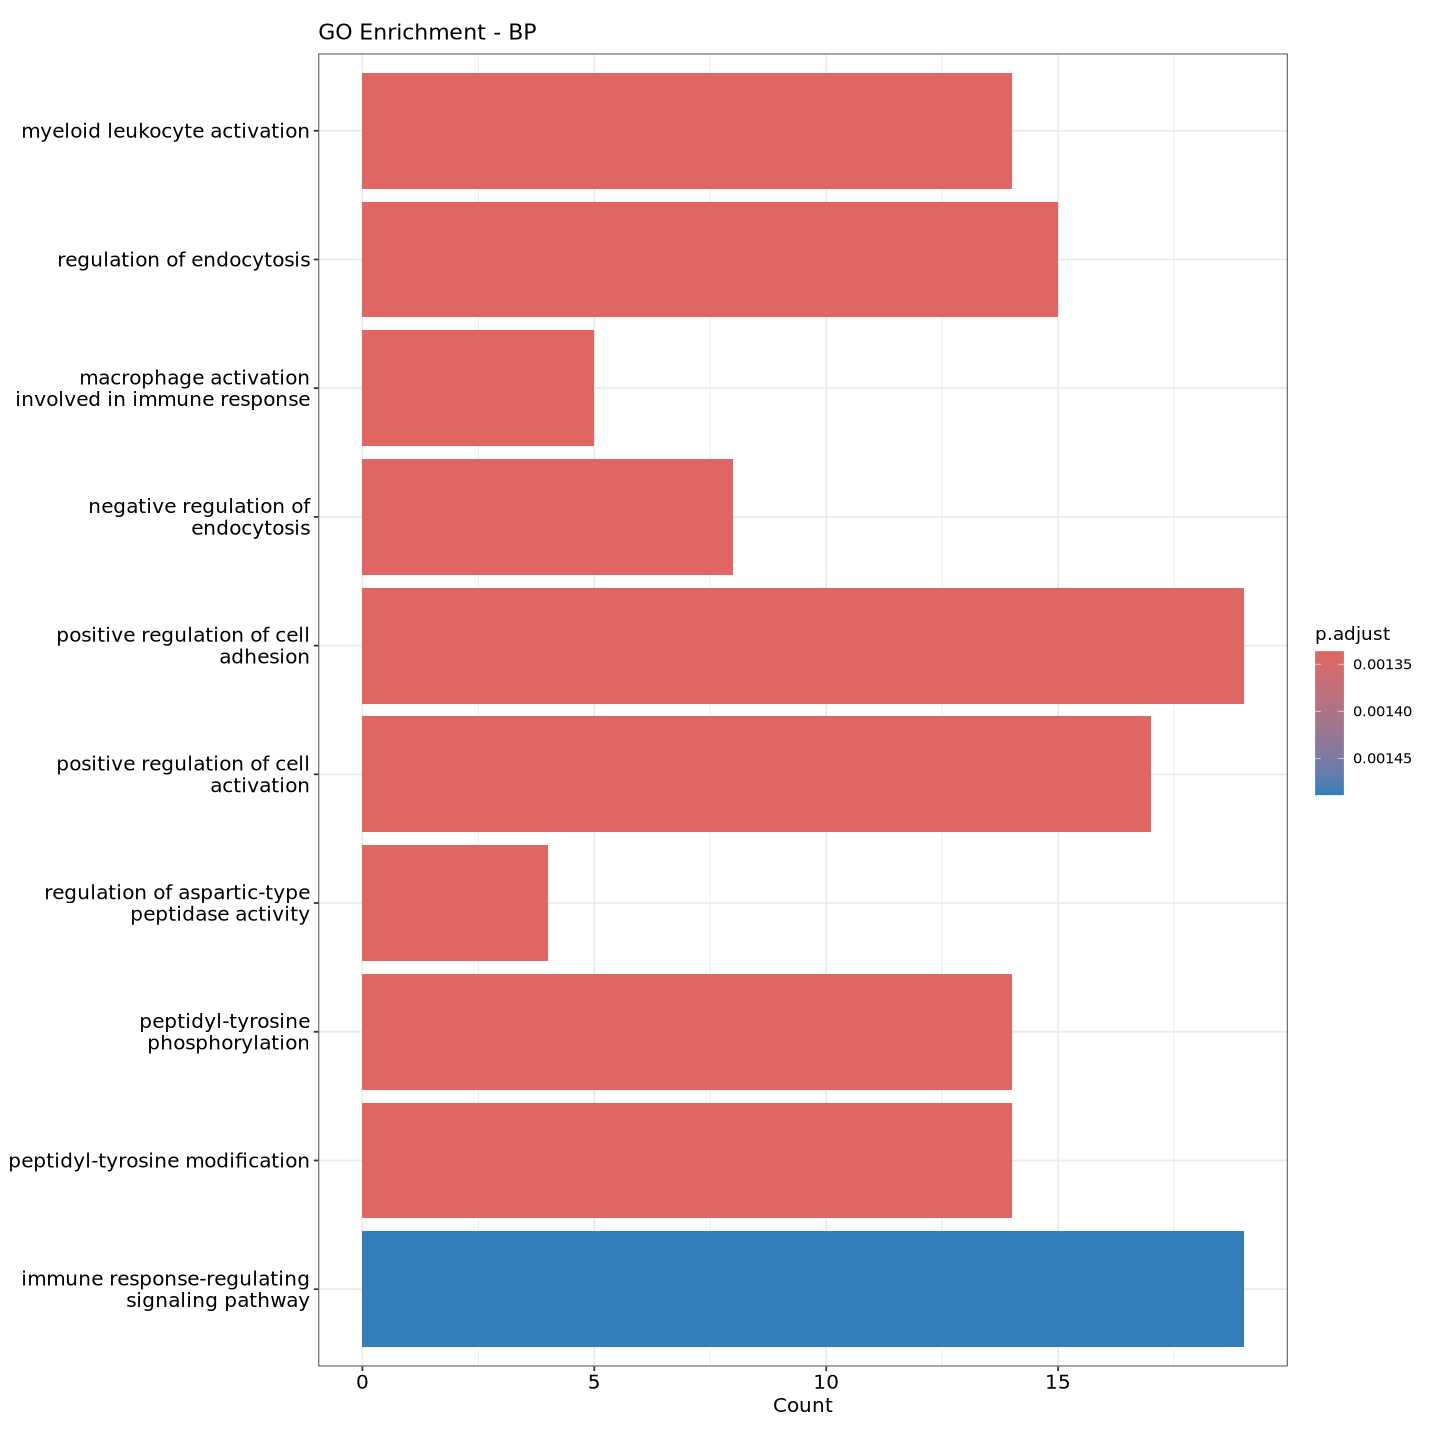 GO Enrichment - BP
myeloid leukocyte activation
regulation of endocytosis
macrophage activation
involved in immune response
negative regulation of
endocytosis
positive regulation of cell
adhesion
positive regulation of cell
activation
regulation of aspartic-type
peptidase activity
peptidyl-tyrosine
phosphorylation
peptidyl-tyrosine modification
immune response-regulating
signaling pathway
0 5 10 15
Count
p.adjust
0.00135
0.00140
0.00145